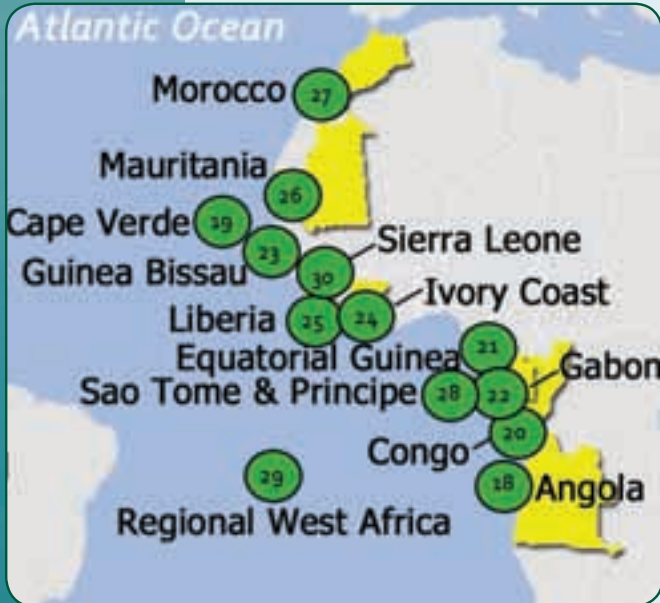 Atlantic Ocean
Morocco 27
Mauritania
26
Cape Verde 19
23
Sierra Leone
Guinea Bissau
30
Ivory Coast
Liberia 25 24
21
Equatorial Guinea
Gabon
Sao Tome & Principe 28 22
20
Congo
29
18 Angola
Regional West Africa